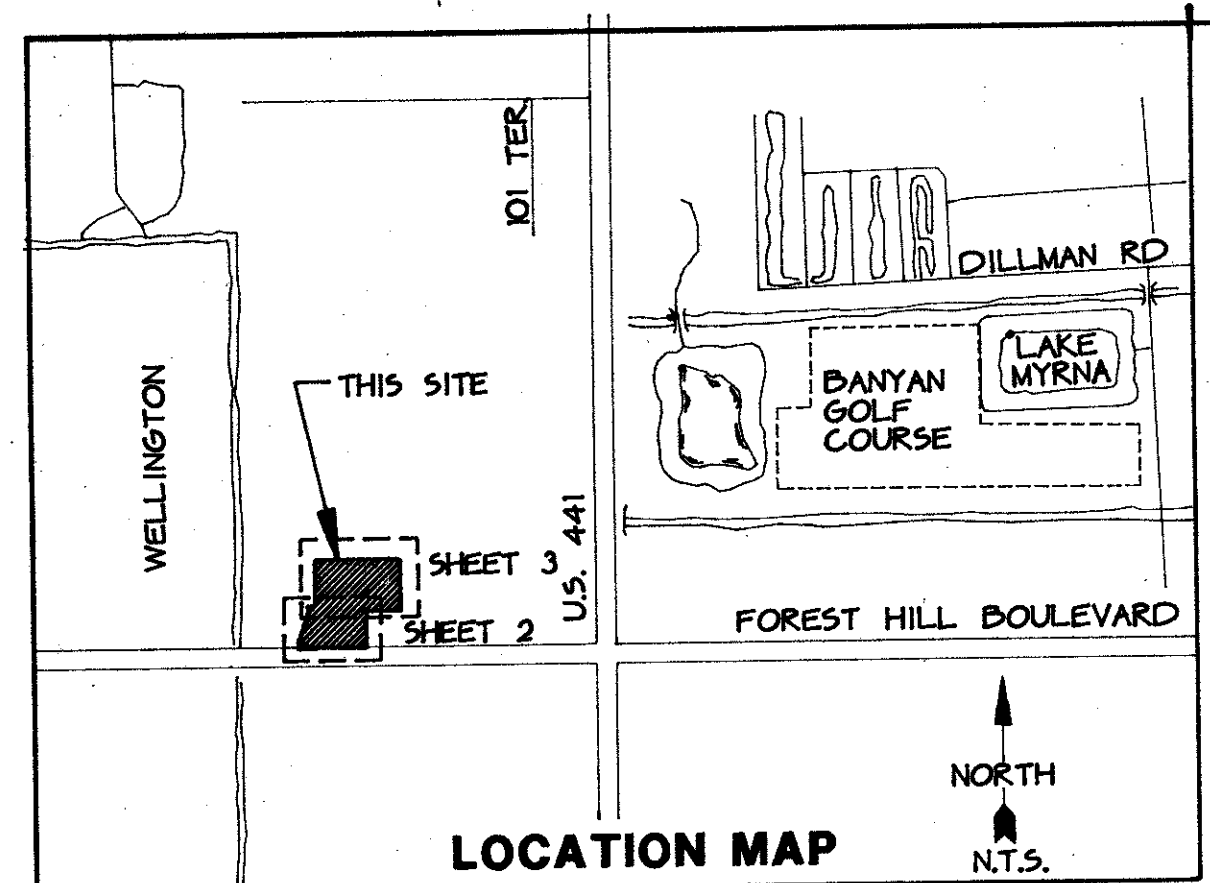 101 TER.
DILLMAN RD
LAKE
MYRNA
BANYAN
GOLF
COURSE
THIS SITE
WELLINGTON
U.S. 441
SHEET 3
SHEET 2
FOREST HILL BOULEVARD
NORTH
N.T.S.
LOCATION MAP